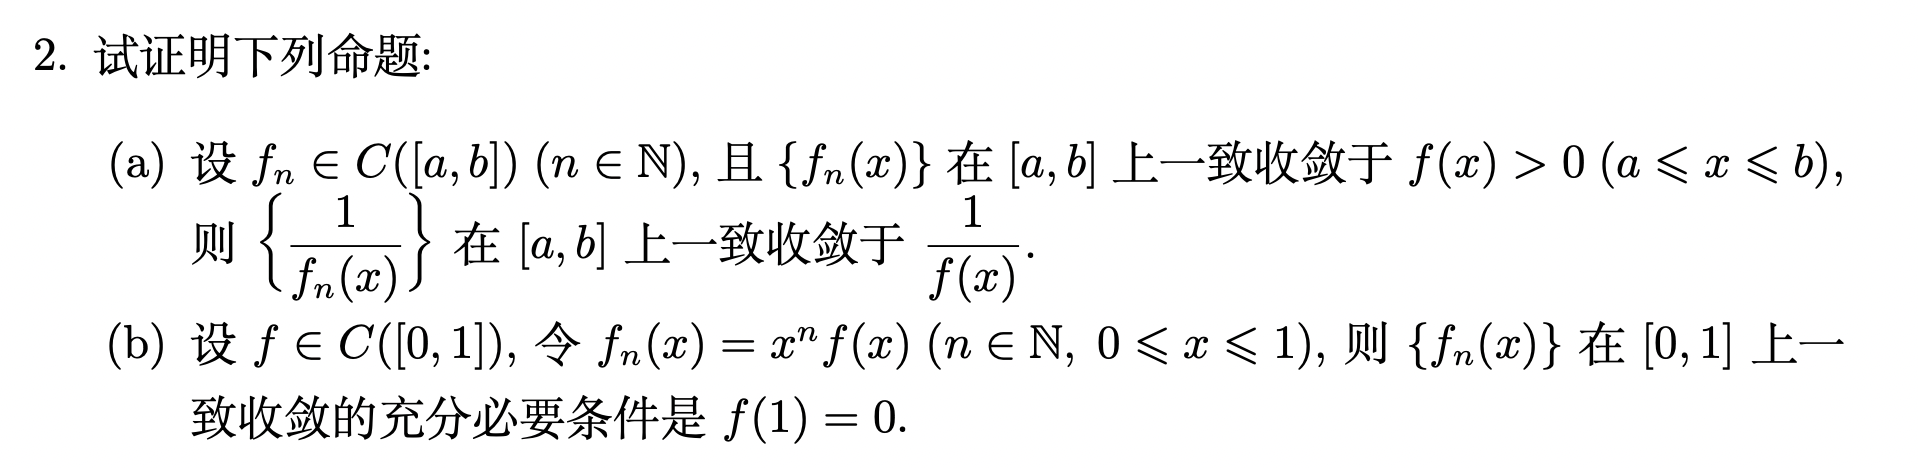 2. 试证明下列命题:
(a) 设 $f_n \in C([a,b])$ $(n \in \mathbb{N})$, 且 $\{f_n(x)\}$ 在 $[a,b]$ 上一致收敛于 $f(x) > 0$ $(a \leqslant x \leqslant b)$,
则 $\left\{\dfrac{1}{f_n(x)}\right\}$ 在 $[a,b]$ 上一致收敛于 $\dfrac{1}{f(x)}$.
(b) 设 $f \in C([0,1])$, 令 $f_n(x) = x^n f(x)$ $(n \in \mathbb{N},\ 0 \leqslant x \leqslant 1)$, 则 $\{f_n(x)\}$ 在 $[0,1]$ 上一
致收敛的充分必要条件是 $f(1) = 0$.